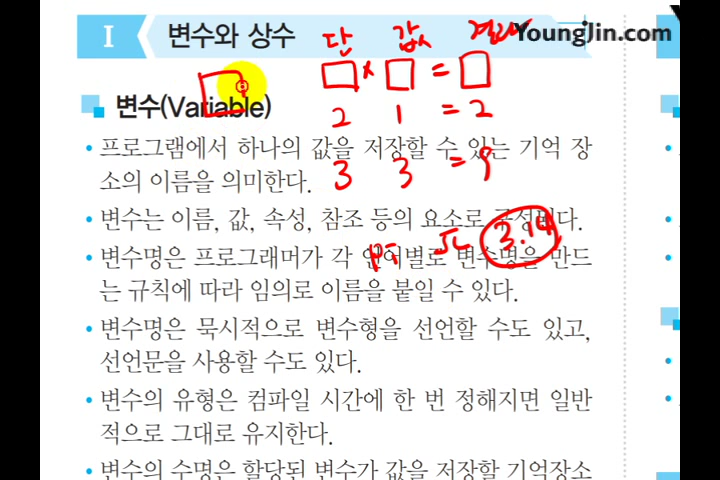 I 변수와 상수
YoungJin.com
단 값
□ × □ = □
2 1 = 2
3 3 = 9
변수(Variable)
• 프로그램에서 하나의 값을 저장할 수 있는 기억 장
소의 이름을 의미한다.
• 변수는 이름, 값, 속성, 참조 등의 요소로 구성된다.
3.14
• 변수명은 프로그래머가 각 언어별로 변수명을 만드
는 규칙에 따라 임의로 이름을 붙일 수 있다.
• 변수명은 묵시적으로 변수형을 선언할 수도 있고,
선언문을 사용할 수도 있다.
• 변수의 유형은 컴파일 시간에 한 번 정해지면 일반
적으로 그대로 유지한다.
• 변수의 수명은 할당된 변수가 값을 저장할 기억장소